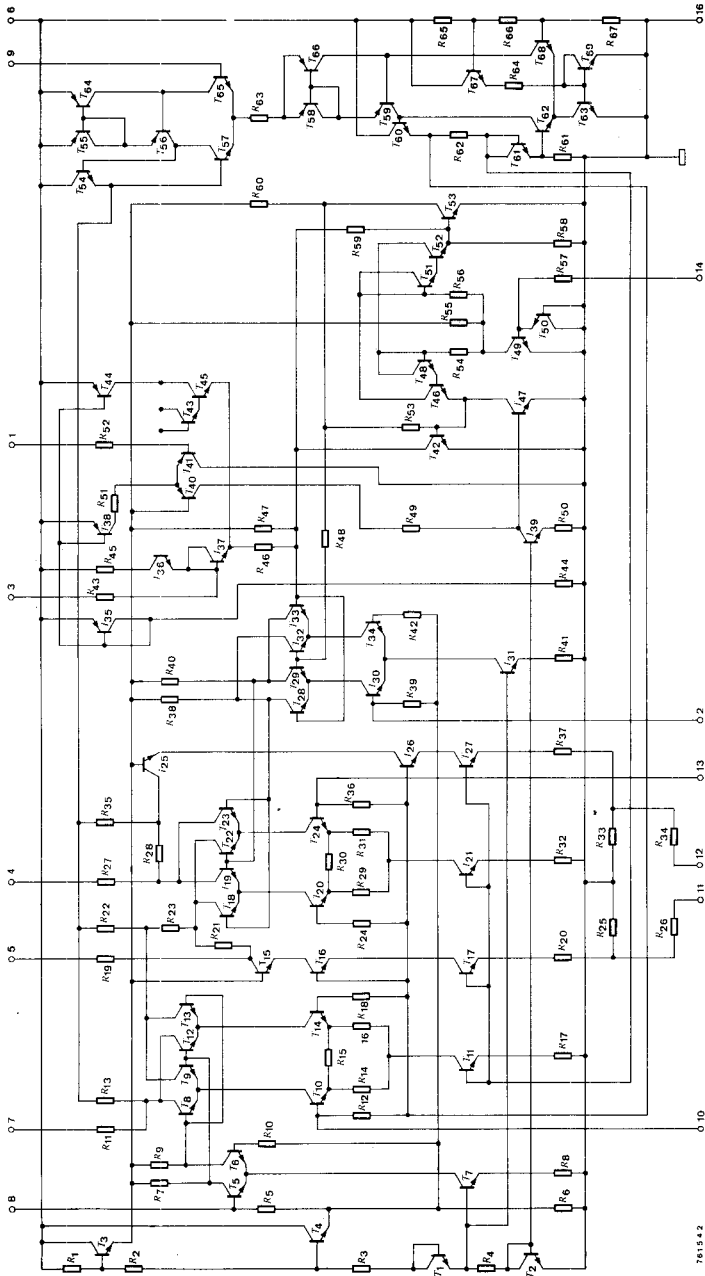 8 7 5 4 3 1 9 6
R1 T3 R11 R13 R19 R22 R27 R35 R43 T35 R45 T38 R51 R52 T44 T54 T55 T64
R2 R7 R9 T8 T9 T12 T13 R23 R28 T25 R38 R40 T36 T37 T40 T41 T43 T45 T56 T57 T65
R21 T18 T19 T22 T23 R46 R47 R60 R63
T5 T6 R5 R10 T15 T28 T29 T32 T33 T58 T66
T4 T10 R15 T14 T16 T20 R30 T24 R48 R59 T59 T60
R3 R12 R14 16 R18 R24 R29 R31 R36 T26 T30 R39 T34 R42 R49 T42 R53 T46 T48 R54 R55 R56 T51 T52 T53 R62 T67 R65
T1 T7 T11 T17 T21 T27 T31 T47 T49 T61 T62 R64 R66 T68
R4 T2 T39 T50
R6 R8 R17 R20 R32 R37 R41 R44 R50 R57 R58 R61 T63 T69 R67
R25 R33
R26 R34
10 11 12 13 2 14 16
761542